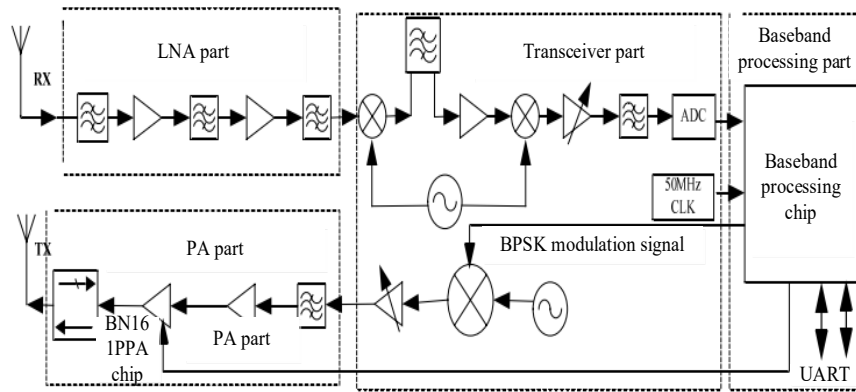 LNA part
Transceiver part
Baseband
processing part
RX
ADC
Baseband
processing
chip
50MHz
CLK
BPSK modulation signal
TX
PA part
BN16
1PPA
chip
PA part
UART